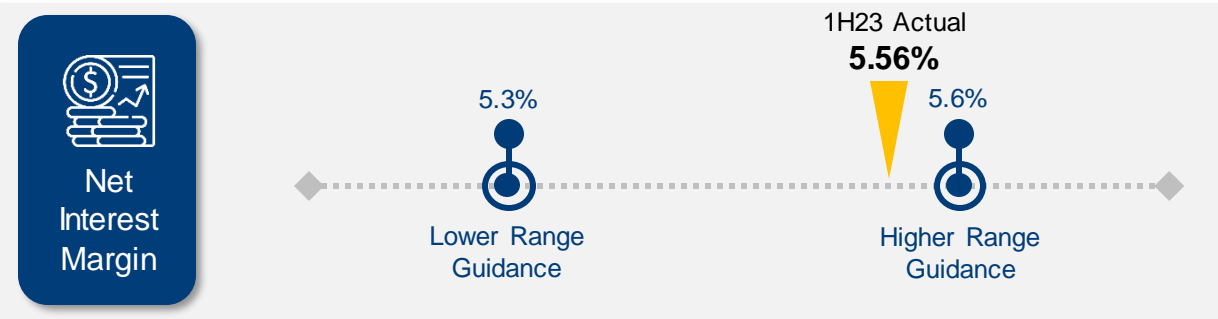 Net
Interest
Margin
1H23 Actual
5.56%
5.3%
5.6%
Lower Range
Guidance
Higher Range
Guidance
$